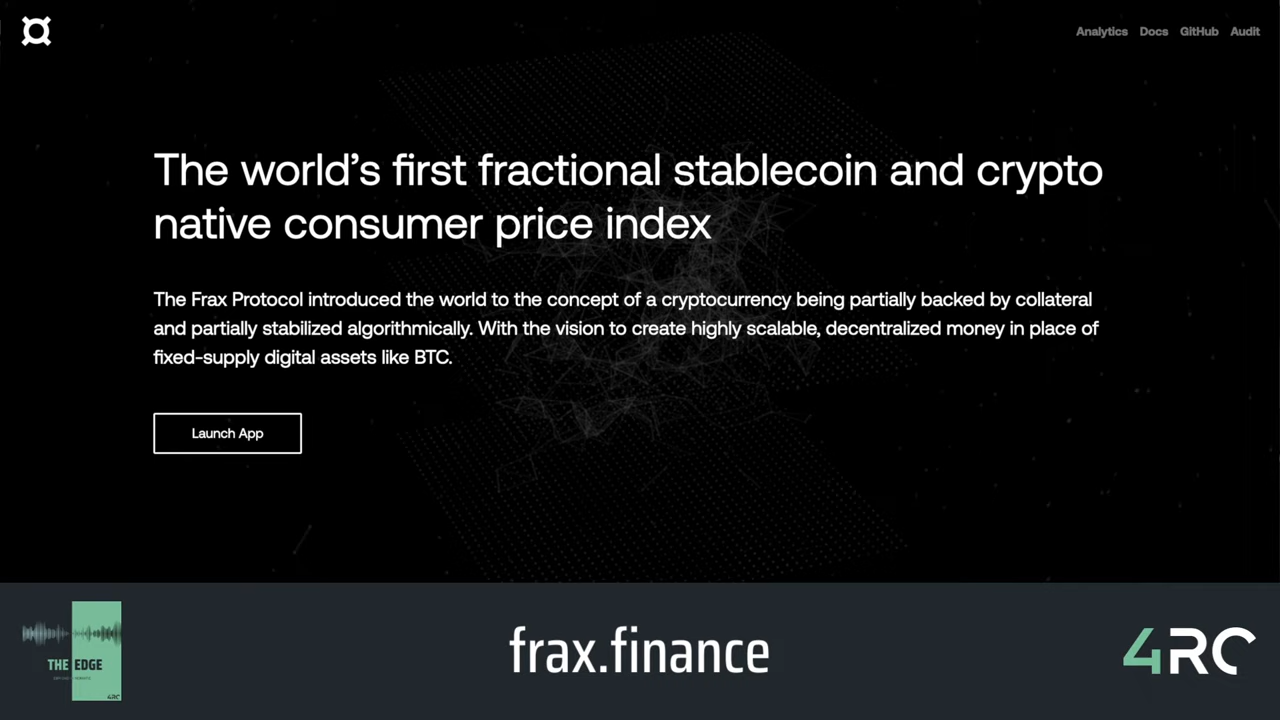 Analytics Docs GitHub Audit
The world’s first fractional stablecoin and crypto
native consumer price index
The Frax Protocol introduced the world to the concept of a cryptocurrency being partially backed by collateral
and partially stabilized algorithmically. With the vision to create highly scalable, decentralized money in place of
fixed-supply digital assets like BTC.
Launch App
THE EDGE
4RC
frax.finance
4RC